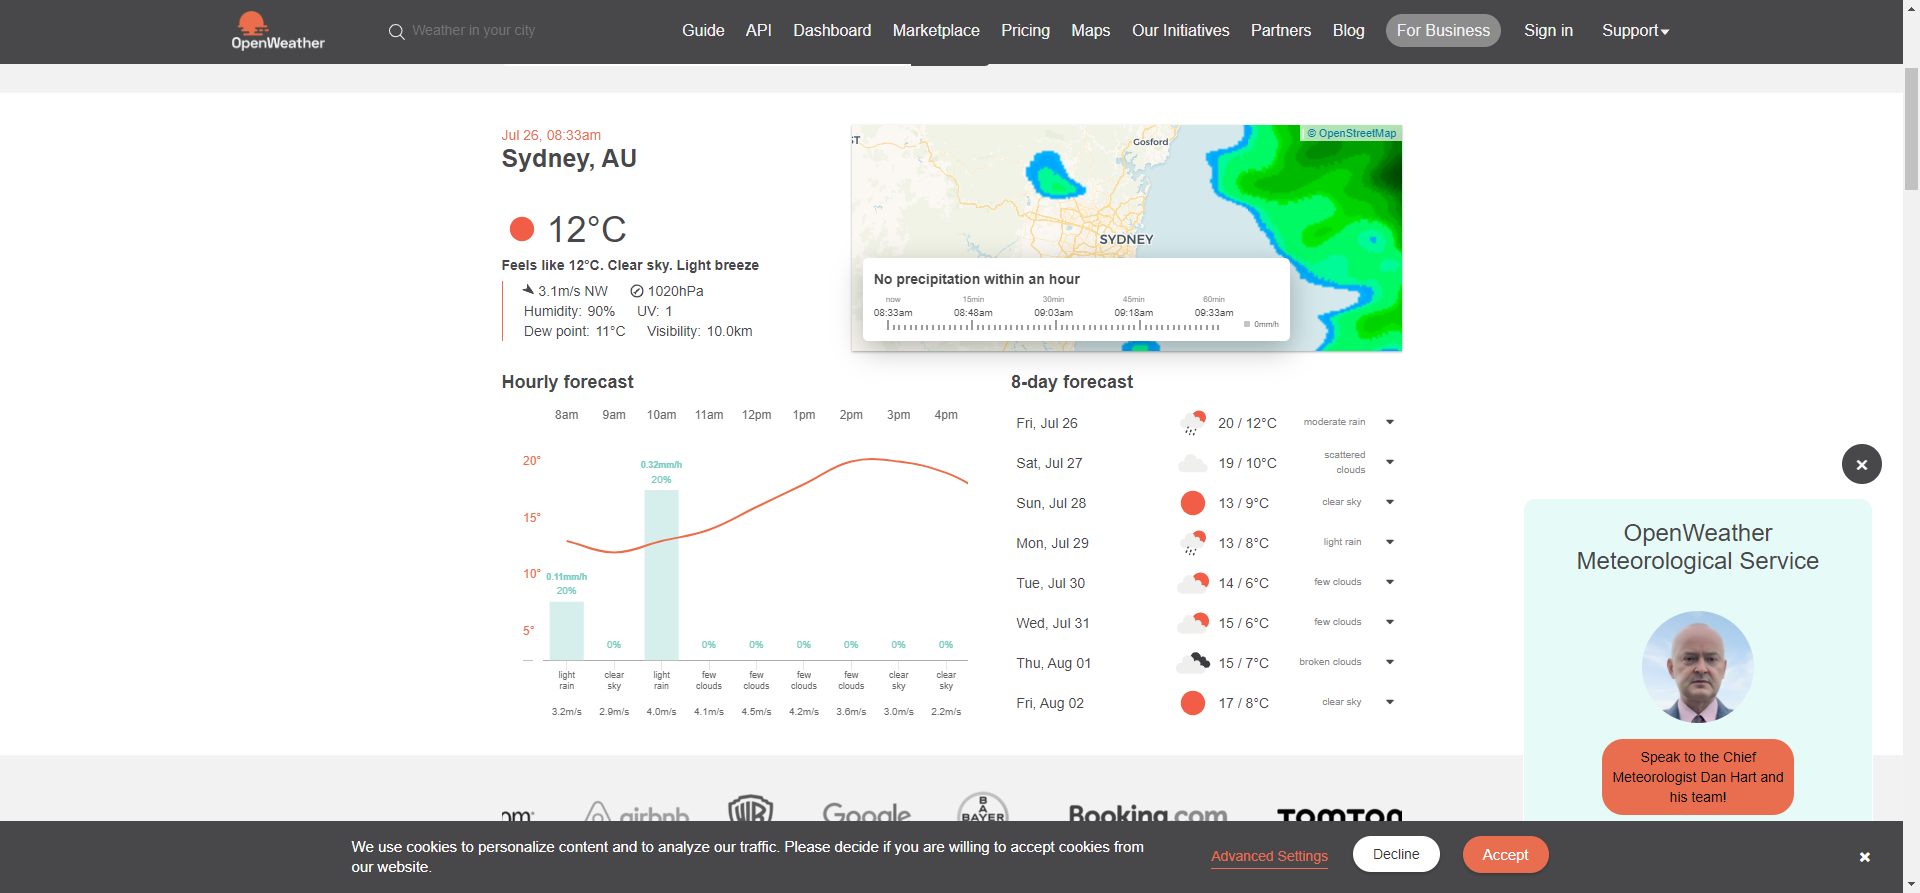 OpenWeather
Weather in your city
Guide API Dashboard Marketplace Pricing Maps Our Initiatives Partners Blog For Business Sign in Support
Jul 26, 08:33am
Sydney, AU
12°C
Feels like 12°C. Clear sky. Light breeze
3.1m/s NW 1020hPa
Humidity: 90% UV: 1
Dew point: 11°C Visibility: 10.0km
© OpenStreetMap
ST
Gosford
SYDNEY
No precipitation within an hour
now 15min 30min 45min 60min
08:33am 08:48am 09:03am 09:18am 09:33am
0mm/h
Hourly forecast
8am 9am 10am 11am 12pm 1pm 2pm 3pm 4pm
20°
15°
10°
5°
0.32mm/h
20%
0.11mm/h
20%
0% 0% 0% 0% 0% 0% 0%
light rain clear sky light rain few clouds few clouds few clouds few clouds clear sky clear sky
3.2m/s 2.9m/s 4.0m/s 4.1m/s 4.5m/s 4.2m/s 3.6m/s 3.0m/s 2.2m/s
8-day forecast
Fri, Jul 26 20 / 12°C moderate rain
Sat, Jul 27 19 / 10°C scattered clouds
Sun, Jul 28 13 / 9°C clear sky
Mon, Jul 29 13 / 8°C light rain
Tue, Jul 30 14 / 6°C few clouds
Wed, Jul 31 15 / 6°C few clouds
Thu, Aug 01 15 / 7°C broken clouds
Fri, Aug 02 17 / 8°C clear sky
OpenWeather
Meteorological Service
Speak to the Chief
Meteorologist Dan Hart and
his team!
airbnb WB Google BAYER BAYER Booking.com TOMTOM
We use cookies to personalize content and to analyze our traffic. Please decide if you are willing to accept cookies from
our website.
Advanced Settings Decline Accept